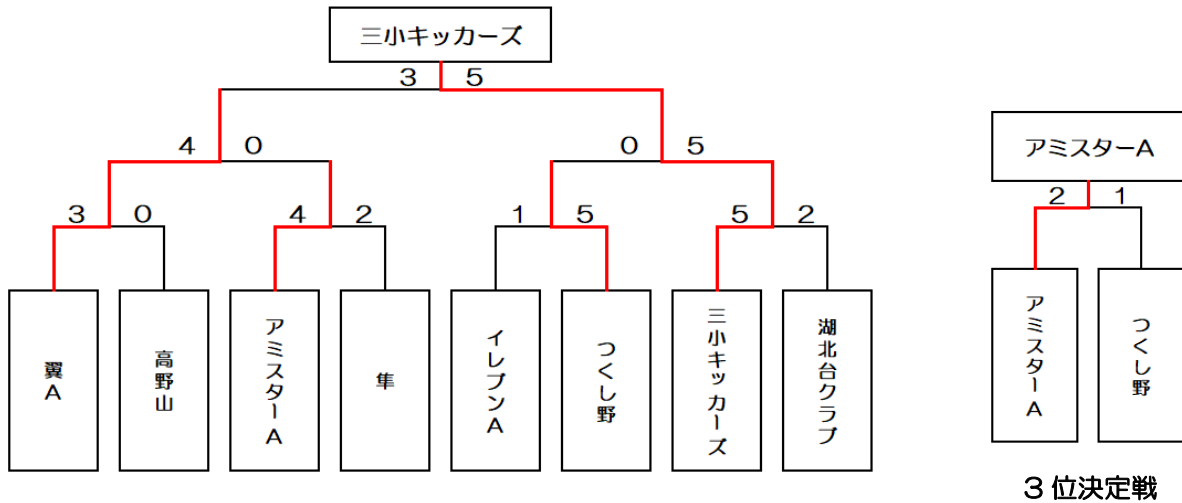 三小キッカーズ
3 5
4 0
0 5
アミスターA
2 1
3 0
4 2
1 5
5 2
翼A
高野山
アミスターA
隼
イレブンA
つくし野
三小キッカーズ
湖北台クラブ
アミスターA
つくし野
3位決定戦